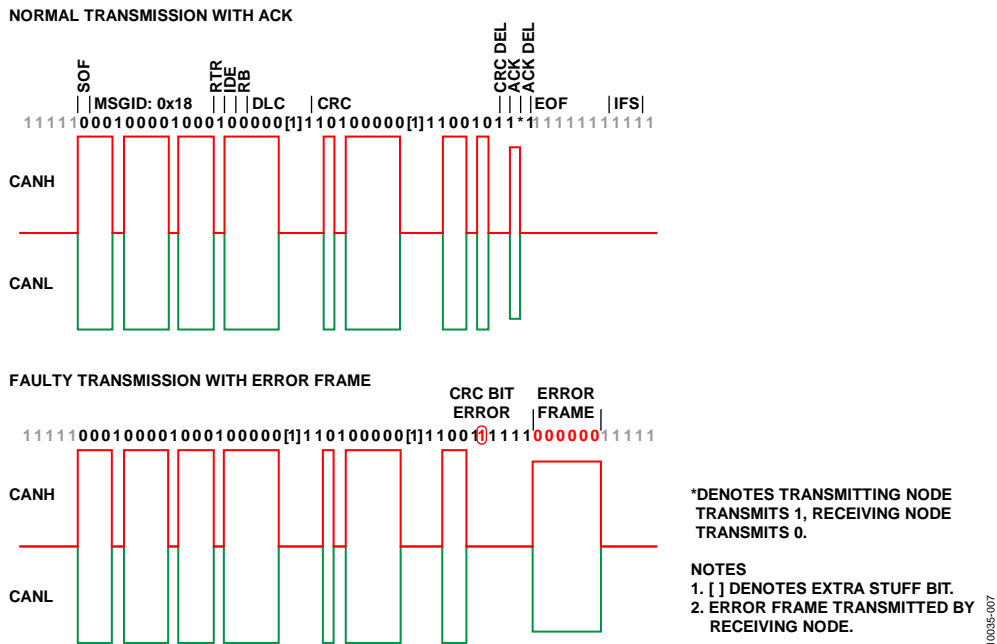 NORMAL TRANSMISSION WITH ACK
SOF
RTR
IDE
RB
CRC DEL
ACK
ACK DEL
| |MSGID: 0x18 | | | |DLC |CRC | | | |EOF |IFS|
11111000100001000100000[1]110100000[1]11001011*111111111111
CANH
CANL
FAULTY TRANSMISSION WITH ERROR FRAME
CRC BIT ERROR
ERROR FRAME
11111000100001000100000[1]110100000[1]110011111100000011111
CANH
CANL
*DENOTES TRANSMITTING NODE
TRANSMITS 1, RECEIVING NODE
TRANSMITS 0.
NOTES
1. [ ] DENOTES EXTRA STUFF BIT.
2. ERROR FRAME TRANSMITTED BY
RECEIVING NODE.
10035-007